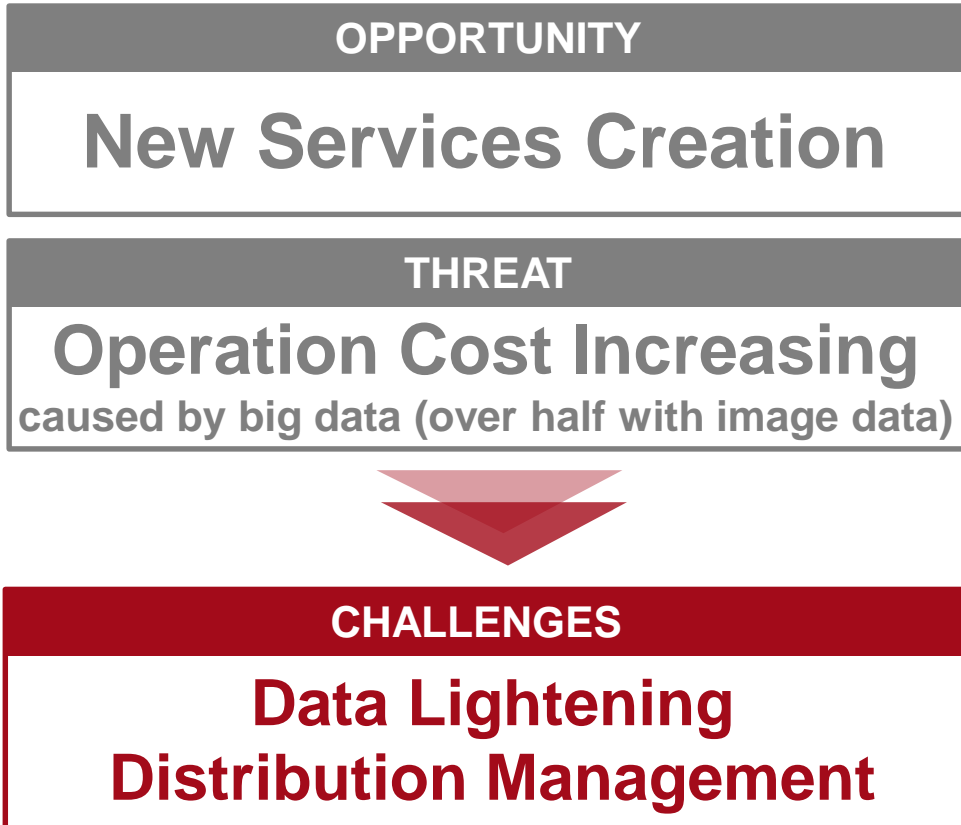 OPPORTUNITY
New Services Creation
THREAT
Operation Cost Increasing
caused by big data (over half with image data)
CHALLENGES
Data Lightening
Distribution Management